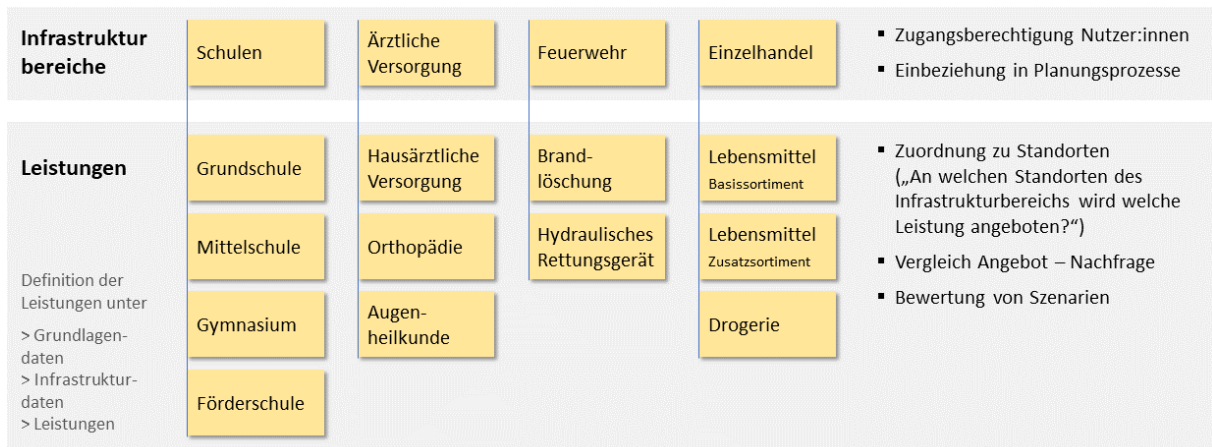 Infrastruktur
bereiche
Schulen
Ärztliche
Versorgung
Feuerwehr
Einzelhandel
▪ Zugangsberechtigung Nutzer:innen
▪ Einbeziehung in Planungsprozesse
Leistungen
Definition der
Leistungen unter
> Grundlagen-
daten
> Infrastruktur-
daten
> Leistungen
Grundschule
Mittelschule
Gymnasium
Förderschule
Hausärztliche
Versorgung
Orthopädie
Augen-
heilkunde
Brand-
löschung
Hydraulisches
Rettungsgerät
Lebensmittel
Basissortiment
Lebensmittel
Zusatzsortiment
Drogerie
▪ Zuordnung zu Standorten
(„An welchen Standorten des
Infrastrukturbereichs wird welche
Leistung angeboten?“)
▪ Vergleich Angebot – Nachfrage
▪ Bewertung von Szenarien